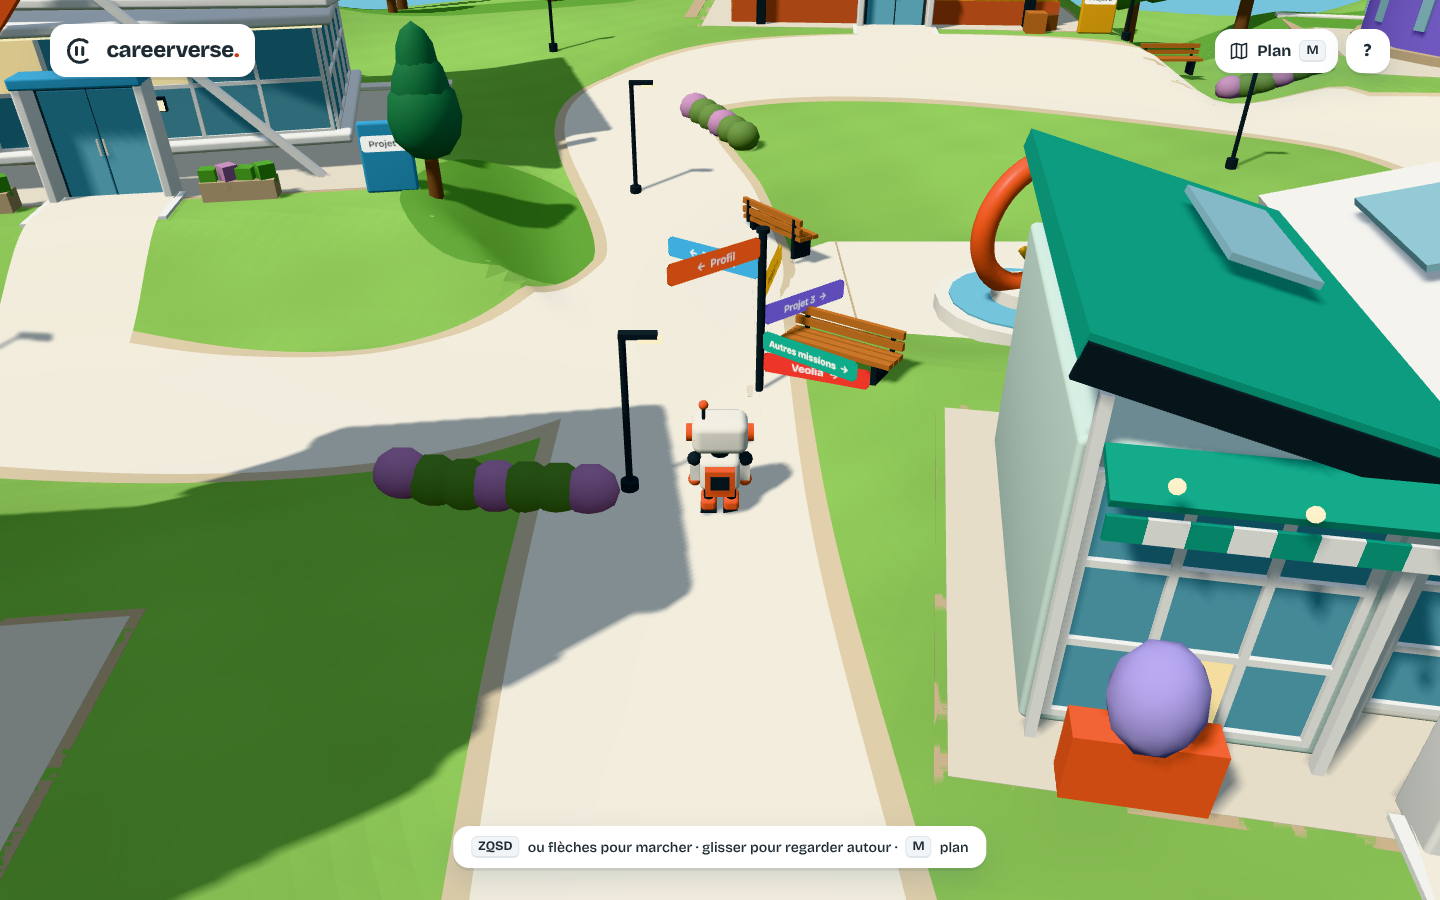 careerverse.
Plan M
?
Projet
← Profil
←
Projet 3 →
Autres missions →
Veolia →
ZQSD ou flèches pour marcher · glisser pour regarder autour · M plan